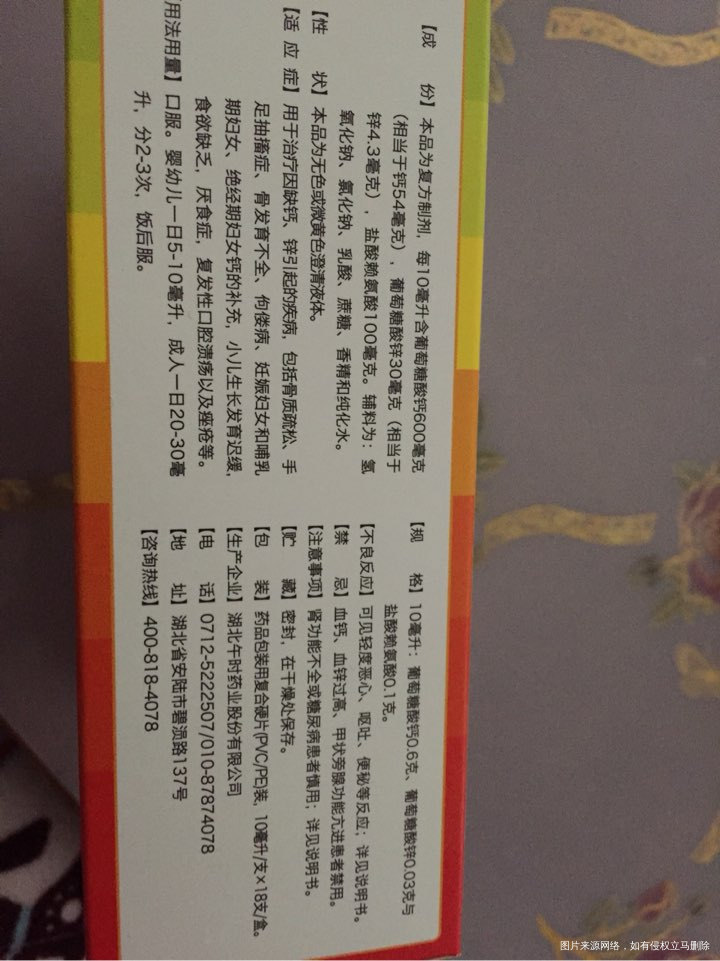 【成 份】本品为复方制剂，每10毫升含葡萄糖酸钙600毫克
（相当于钙54毫克），葡萄糖酸锌30毫克（相当于
锌4.3毫克），盐酸赖氨酸100毫克。辅料为：氢
氧化钠、氯化钠、乳酸、蔗糖、香精和纯化水。
【性 状】本品为无色或微黄色澄清液体。
【适 应 症】用于治疗因缺钙、锌引起的疾病，包括骨质疏松、手
足抽搐症、骨发育不全、佝偻病、妊娠妇女和哺乳
期妇女、绝经期妇女钙的补充，小儿生长发育迟缓，
食欲缺乏，厌食症，复发性口腔溃疡以及痤疮等。
用法用量】口服。婴幼儿一日5-10毫升，成人一日20-30毫
升，分2-3次，饭后服。
【规 格】10毫升：葡萄糖酸钙0.6克、葡萄糖酸锌0.03克与
盐酸赖氨酸0.1克。
【不良反应】可见轻度恶心、呕吐、便秘等反应；详见说明书。
【禁 忌】血钙、血锌过高、甲状旁腺功能亢进患者禁用。
【注意事项】肾功能不全或糖尿病患者慎用；详见说明书。
【贮 藏】密封，在干燥处保存。
【包 装】药品包装用复合硬片(PVC/PE)装，10毫升/支×18支/盒。
【生产企业】湖北午时药业股份有限公司
【电 话】0712-5222507/010-87874078
【地 址】湖北省安陆市碧涢路137号
【咨询热线】400-818-4078
图片来源网络，如有侵权立马删除